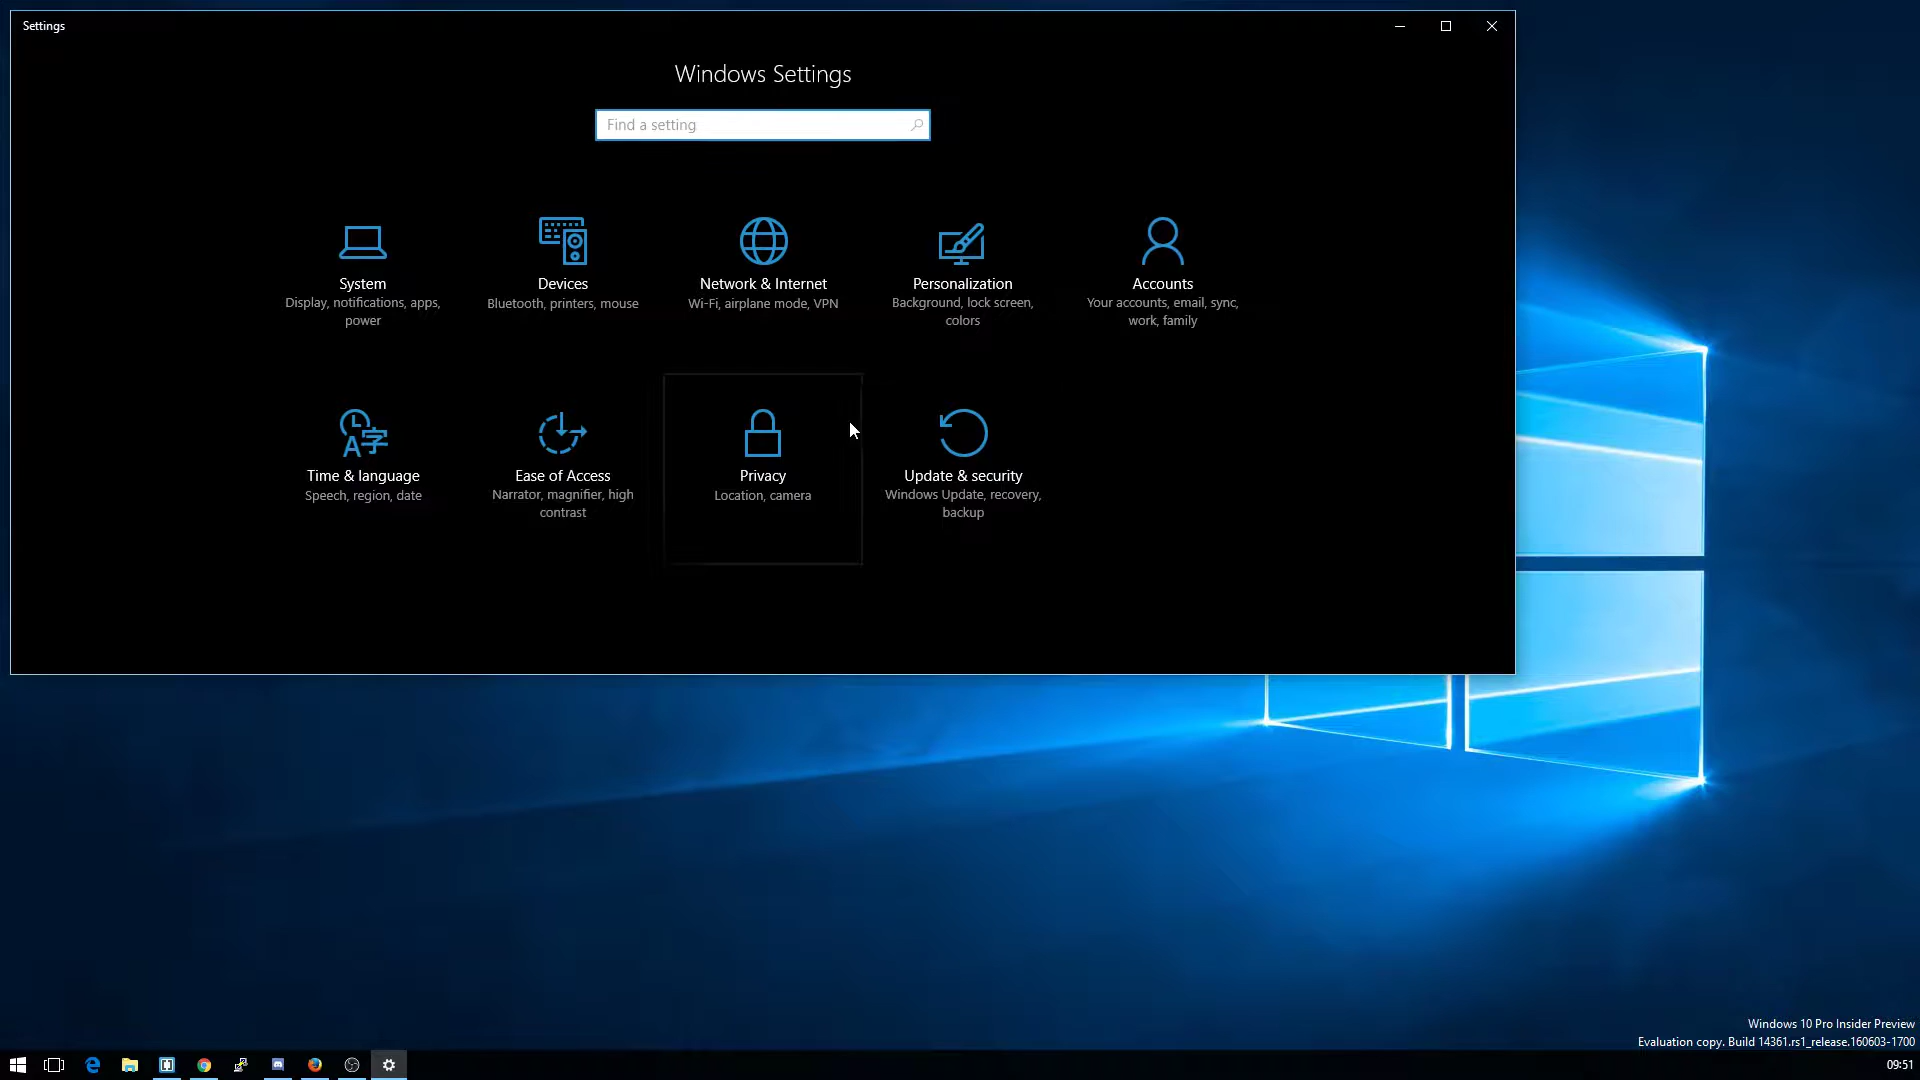 Settings
Windows Settings
Find a setting
System
Display, notifications, apps,
power
Devices
Bluetooth, printers, mouse
Network & Internet
Wi-Fi, airplane mode, VPN
Personalization
Background, lock screen,
colors
Accounts
Your accounts, email, sync,
work, family
Time & language
Speech, region, date
Ease of Access
Narrator, magnifier, high
contrast
Privacy
Location, camera
Update & security
Windows Update, recovery,
backup
Windows 10 Pro Insider Preview
Evaluation copy. Build 14361.rs1_release.160603-1700
09:51